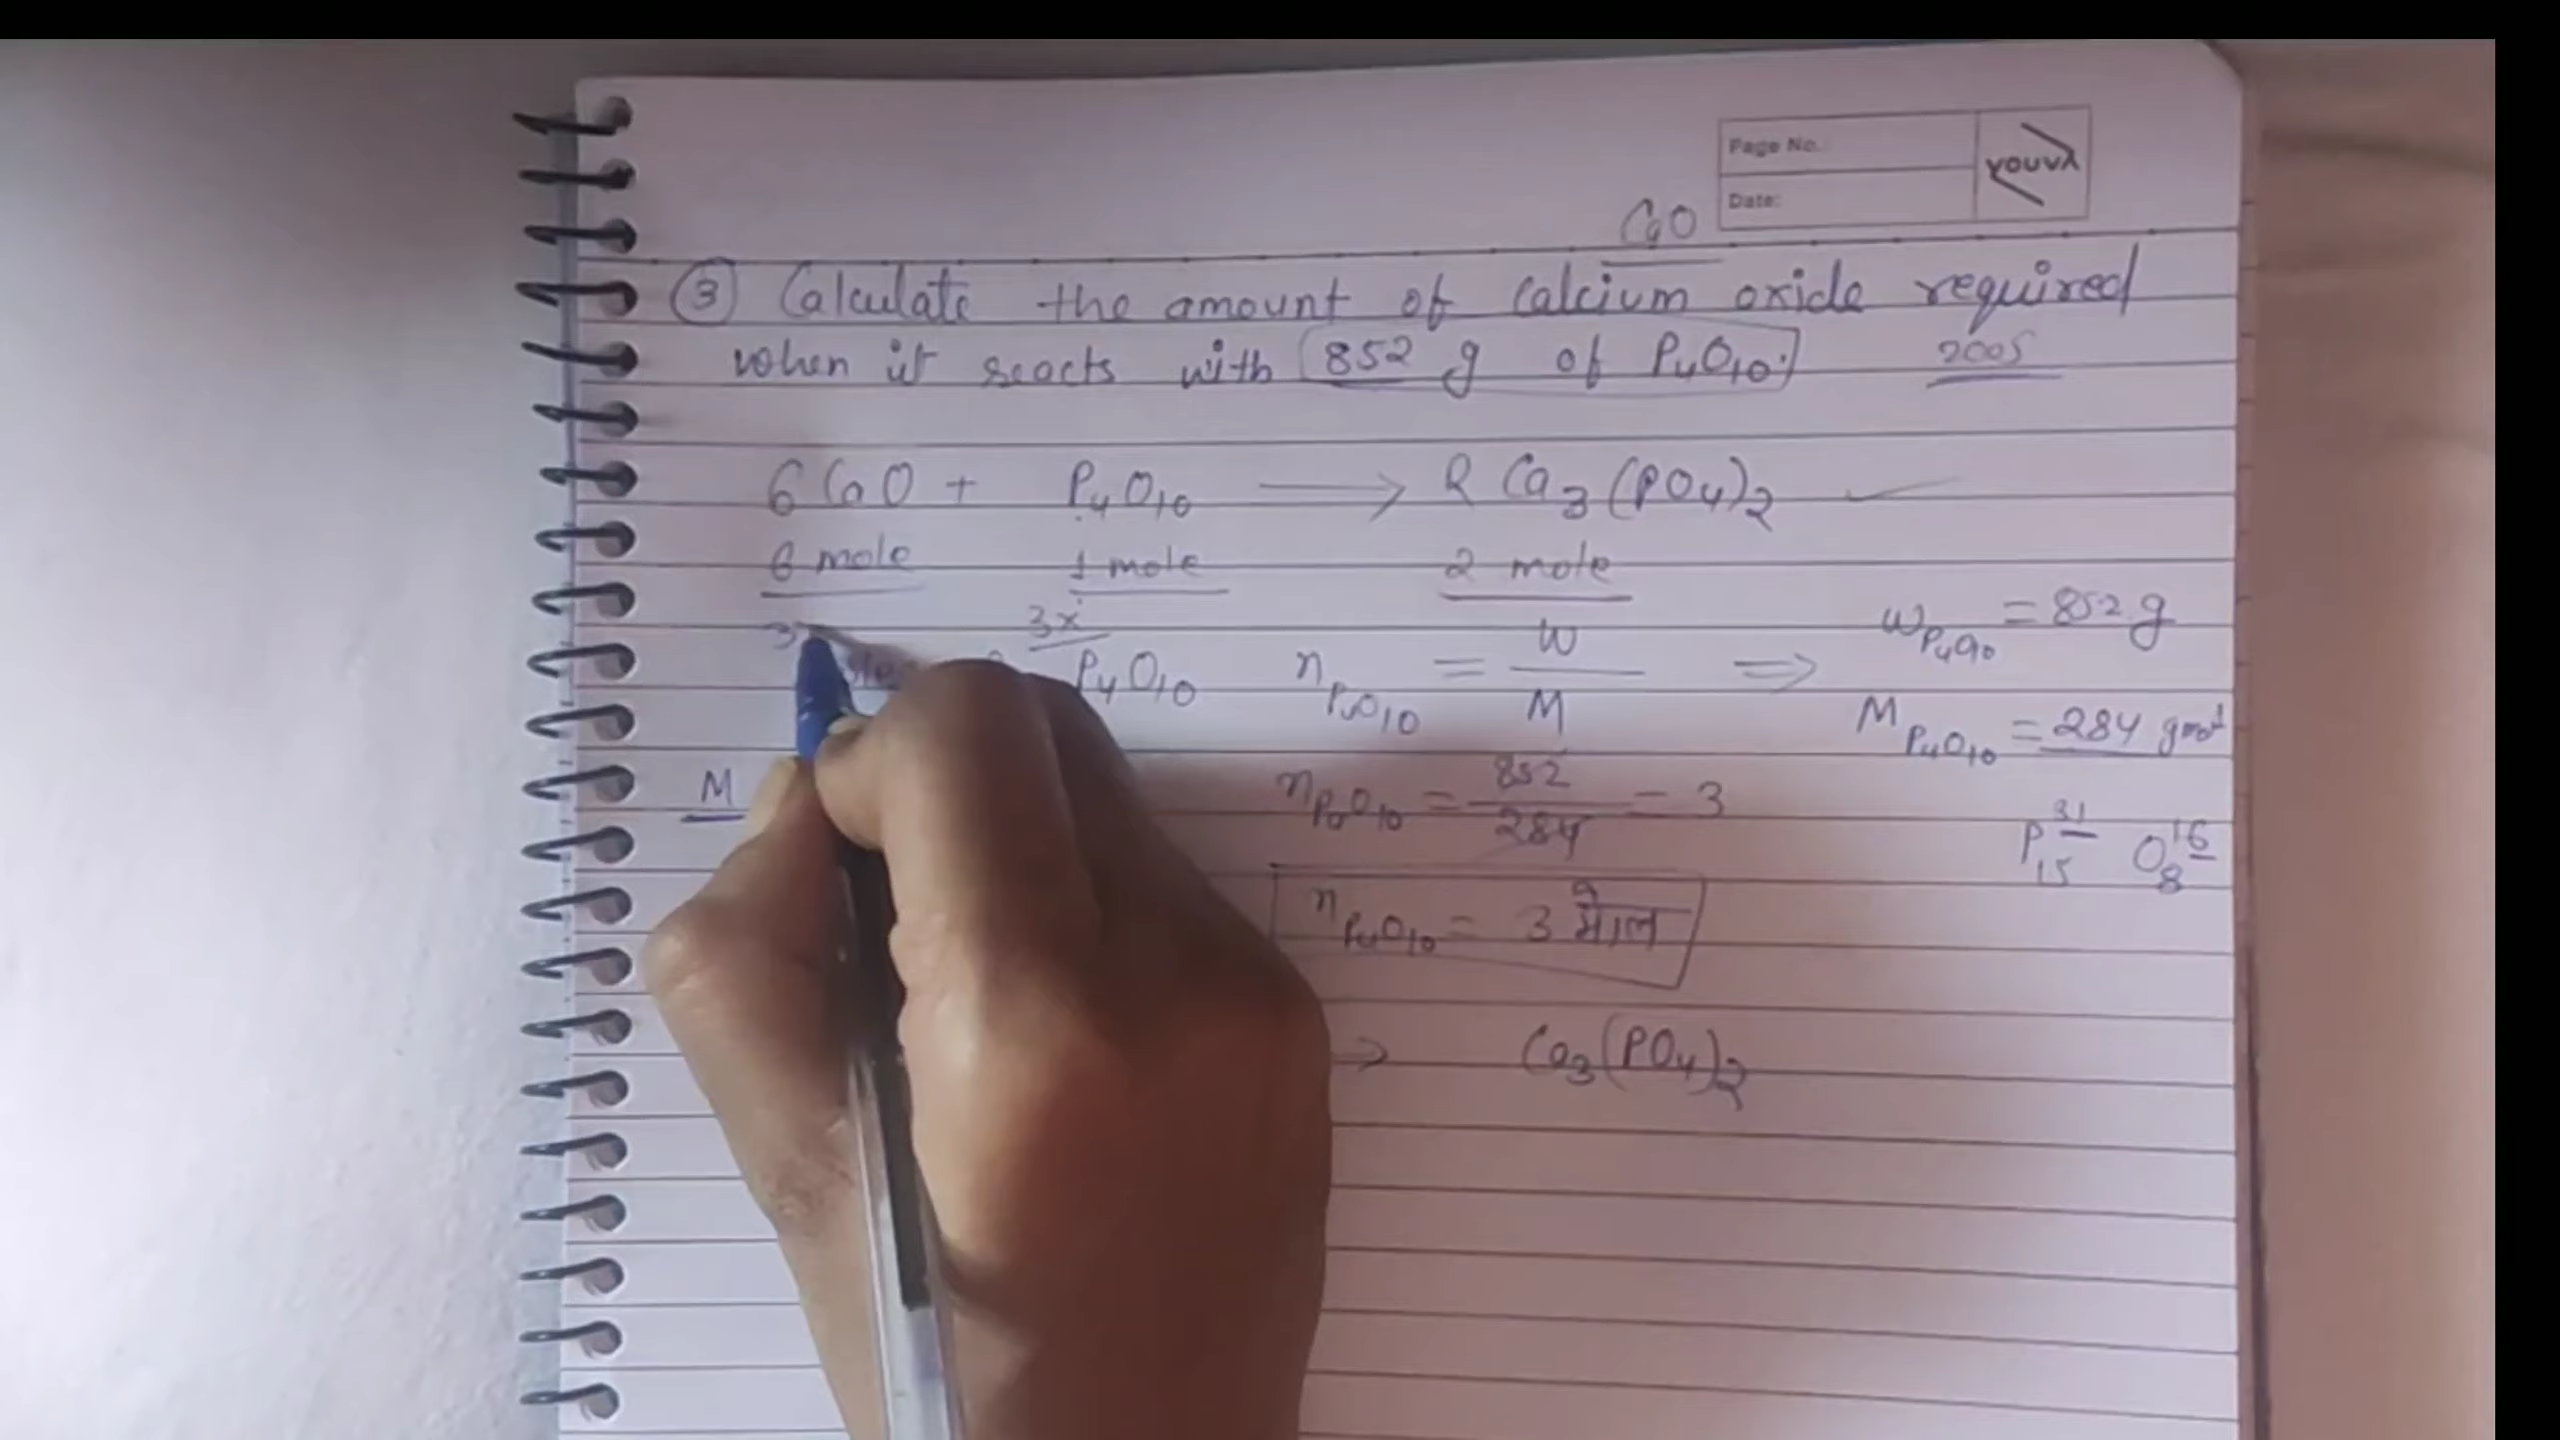 Page No.:
Date:
youva
CaO
③ Calculate the amount of calcium oxide required
when it reacts with 852 g of P₄O₁₀. 2005
6 CaO + P₄O₁₀ ⟶ 2 Ca₃(PO₄)₂
6 mole 1 mole 2 mole
3x
P₄O₁₀ n P₄O₁₀ = W / M ⇒ W P₄O₁₀ = 852 g
M P₄O₁₀ = 284 gmol⁻¹
M n P₄O₁₀ = 852 / 284 = 3
P ₁₅ ³¹ O ₈ ¹⁶
n P₄O₁₀ = 3 मोल
⇒ Ca₃(PO₄)₂